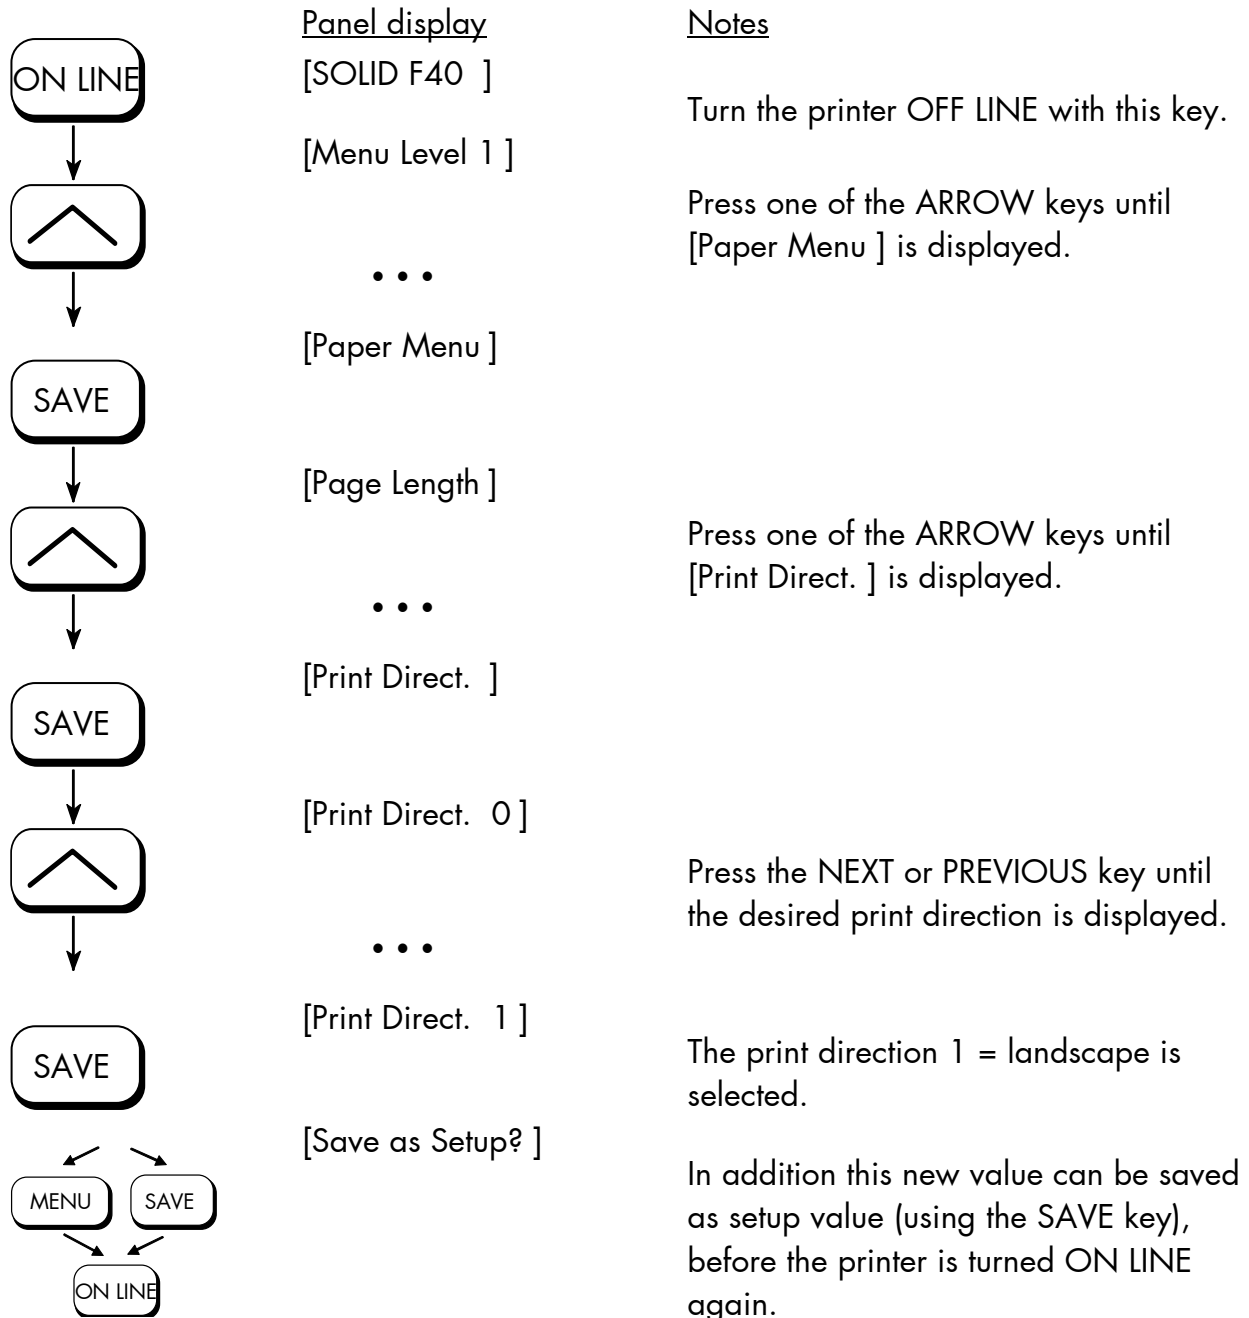 Panel display Notes
ON LINE [SOLID F40 ]
Turn the printer OFF LINE with this key.
[Menu Level 1 ]
Press one of the ARROW keys until
[Paper Menu ] is displayed.
• • •
[Paper Menu ]
SAVE
[Page Length ]
Press one of the ARROW keys until
[Print Direct. ] is displayed.
• • •
[Print Direct. ]
SAVE
[Print Direct. 0 ]
Press the NEXT or PREVIOUS key until
the desired print direction is displayed.
• • •
[Print Direct. 1 ]
SAVE
The print direction 1 = landscape is
selected.
[Save as Setup? ]
MENU SAVE
ON LINE
In addition this new value can be saved
as setup value (using the SAVE key),
before the printer is turned ON LINE
again.